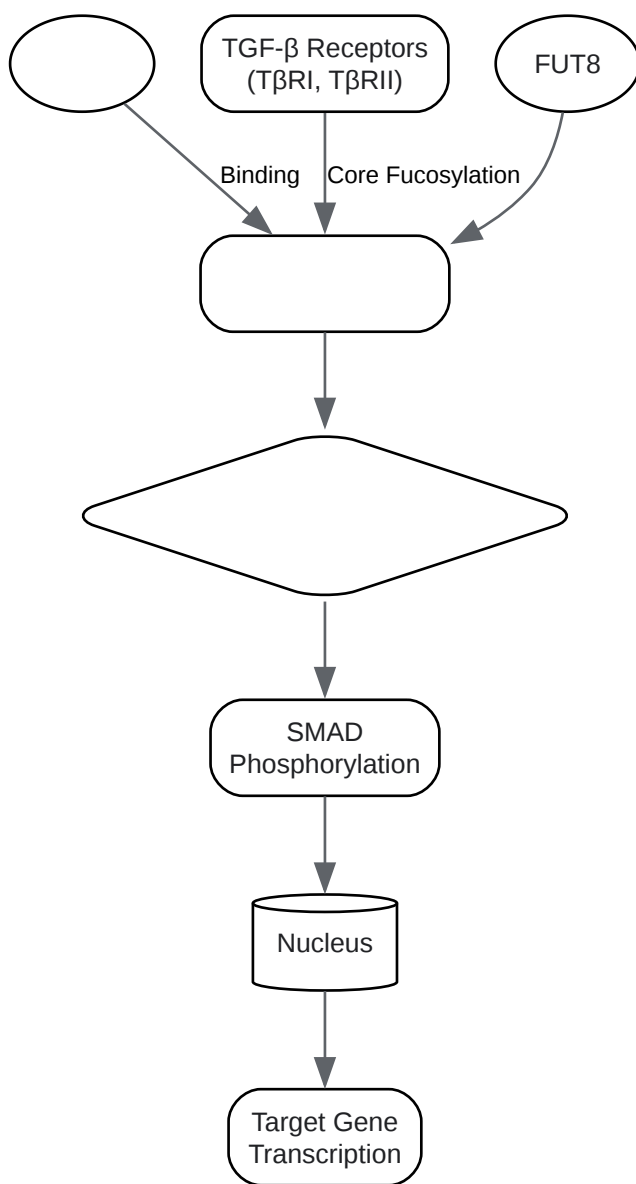 TGF-β Receptors
(TβRI, TβRII)
FUT8
Binding
Core Fucosylation
SMAD
Phosphorylation
Nucleus
Target Gene
Transcription